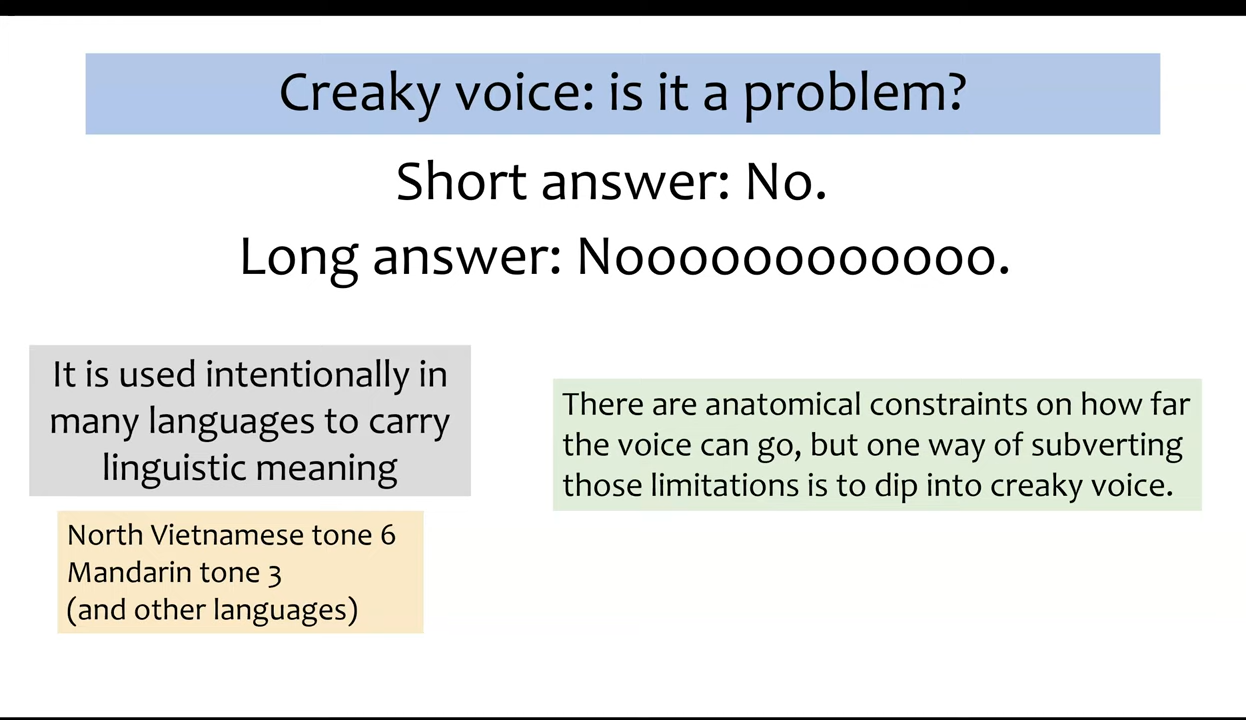 Creaky voice: is it a problem?
Short answer: No.
Long answer: Noooooooooooo.
It is used intentionally in
many languages to carry
linguistic meaning
There are anatomical constraints on how far
the voice can go, but one way of subverting
those limitations is to dip into creaky voice.
North Vietnamese tone 6
Mandarin tone 3
(and other languages)